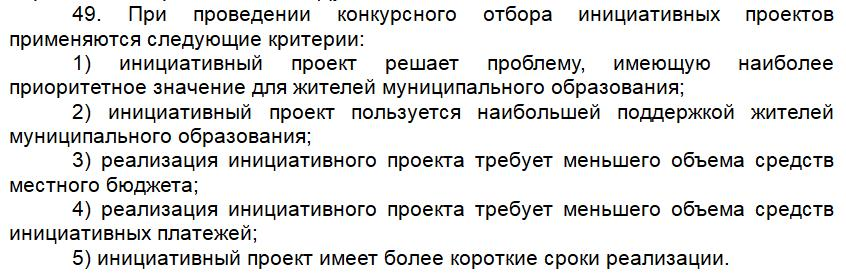 49. При проведении конкурсного отбора инициативных проектов
применяются следующие критерии:
1) инициативный проект решает проблему, имеющую наиболее
приоритетное значение для жителей муниципального образования;
2) инициативный проект пользуется наибольшей поддержкой жителей
муниципального образования;
3) реализация инициативного проекта требует меньшего объема средств
местного бюджета;
4) реализация инициативного проекта требует меньшего объема средств
инициативных платежей;
5) инициативный проект имеет более короткие сроки реализации.